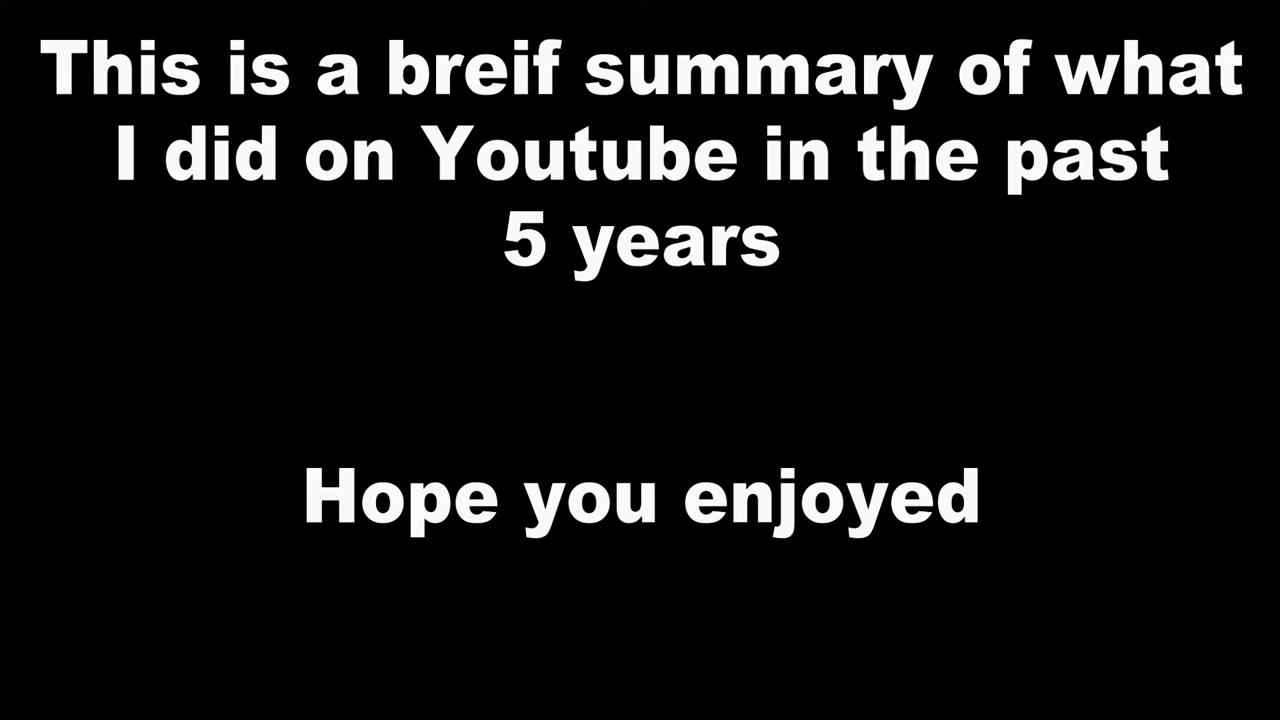 This is a breif summary of what
I did on Youtube in the past
5 years
Hope you enjoyed